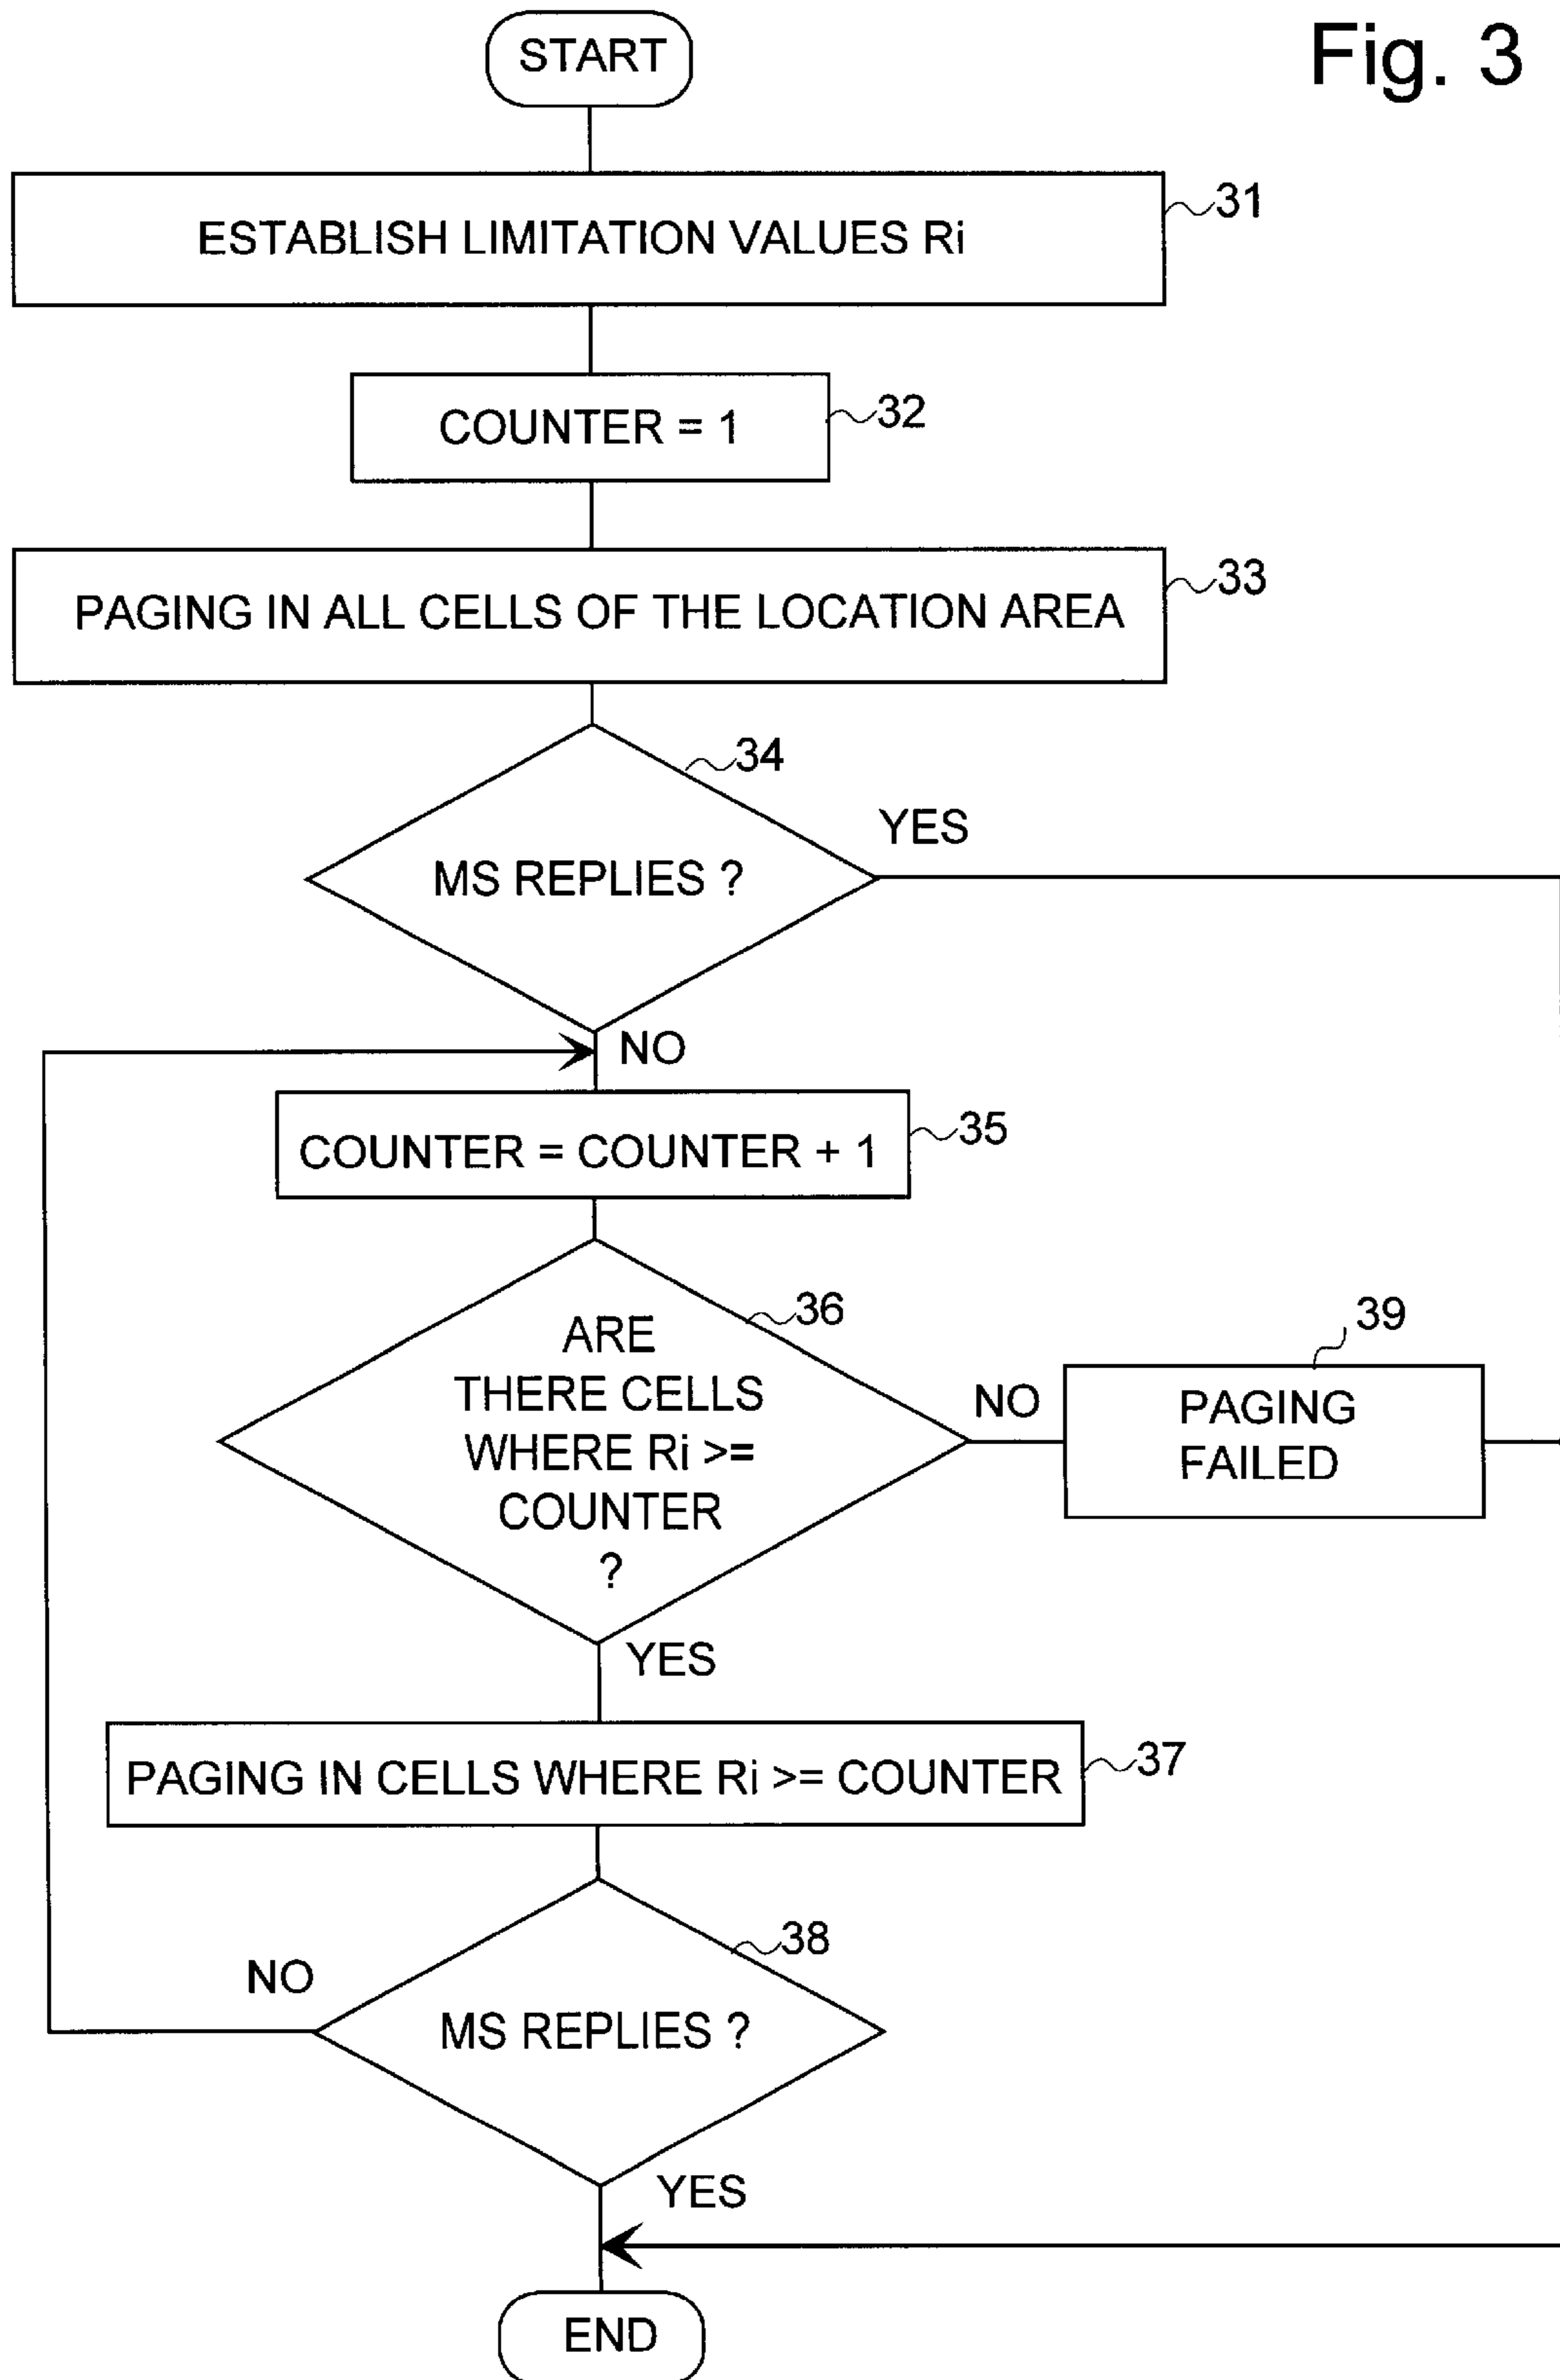 Fig. 3
START
ESTABLISH LIMITATION VALUES Ri
31
COUNTER = 1
32
PAGING IN ALL CELLS OF THE LOCATION AREA
33
34
MS REPLIES ?
YES
NO
COUNTER = COUNTER + 1
35
36
ARE
THERE CELLS
WHERE Ri >=
COUNTER
?
NO
39
PAGING
FAILED
YES
PAGING IN CELLS WHERE Ri >= COUNTER
37
38
NO
MS REPLIES ?
YES
END